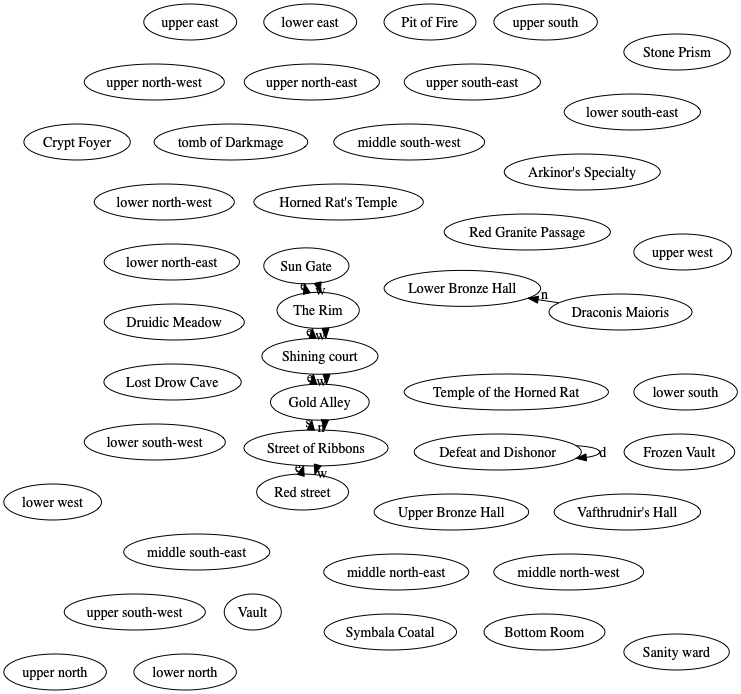 upper east
lower east
Pit of Fire
upper south
Stone Prism
upper north-west
upper north-east
upper south-east
lower south-east
Crypt Foyer
tomb of Darkmage
middle south-west
Arkinor's Specialty
lower north-west
Horned Rat's Temple
Red Granite Passage
upper west
lower north-east
Sun Gate
e w
Lower Bronze Hall
n
The Rim
Draconis Maioris
Druidic Meadow
e w
Shining court
e w
Lost Drow Cave
Temple of the Horned Rat
lower south
Gold Alley
s n
lower south-west
Street of Ribbons
Defeat and Dishonor
d
Frozen Vault
e w
Red street
lower west
Upper Bronze Hall
Vafthrudnir's Hall
middle south-east
middle north-east
middle north-west
upper south-west
Vault
Symbala Coatal
Bottom Room
Sanity ward
upper north
lower north